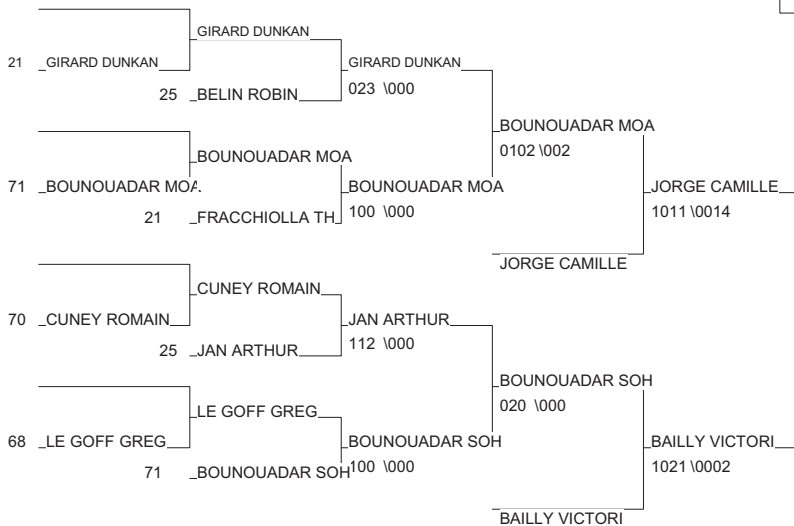 GIRARD DUNKAN
21 GIRARD DUNKAN GIRARD DUNKAN
25 BELIN ROBIN 023 \000
BOUNOUADAR MOA
BOUNOUADAR MOA 0102 \002
71 BOUNOUADAR MOA BOUNOUADAR MOA JORGE CAMILLE
21 FRACCHIOLLA TH 100 \000 1011 \0014
JORGE CAMILLE
CUNEY ROMAIN
70 CUNEY ROMAIN JAN ARTHUR
25 JAN ARTHUR 112 \000
BOUNOUADAR SOH
LE GOFF GREG 020 \000
68 LE GOFF GREG BOUNOUADAR SOH BAILLY VICTORI
71 BOUNOUADAR SOH 100 \000 1021 \0002
BAILLY VICTORI